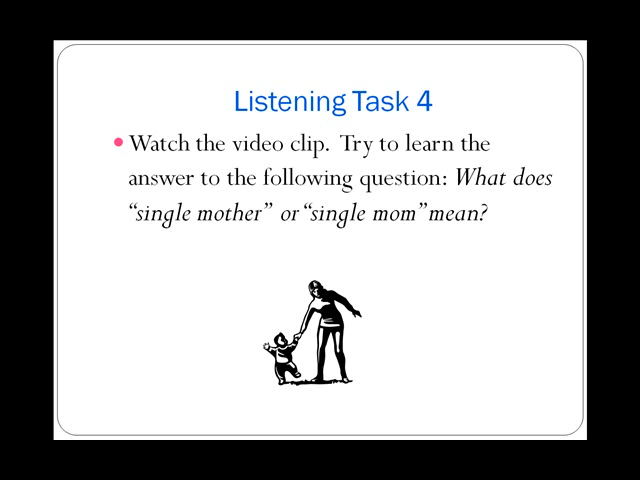 Listening Task 4
Watch the video clip. Try to learn the
answer to the following question: What does
“single mother” or “single mom” mean?